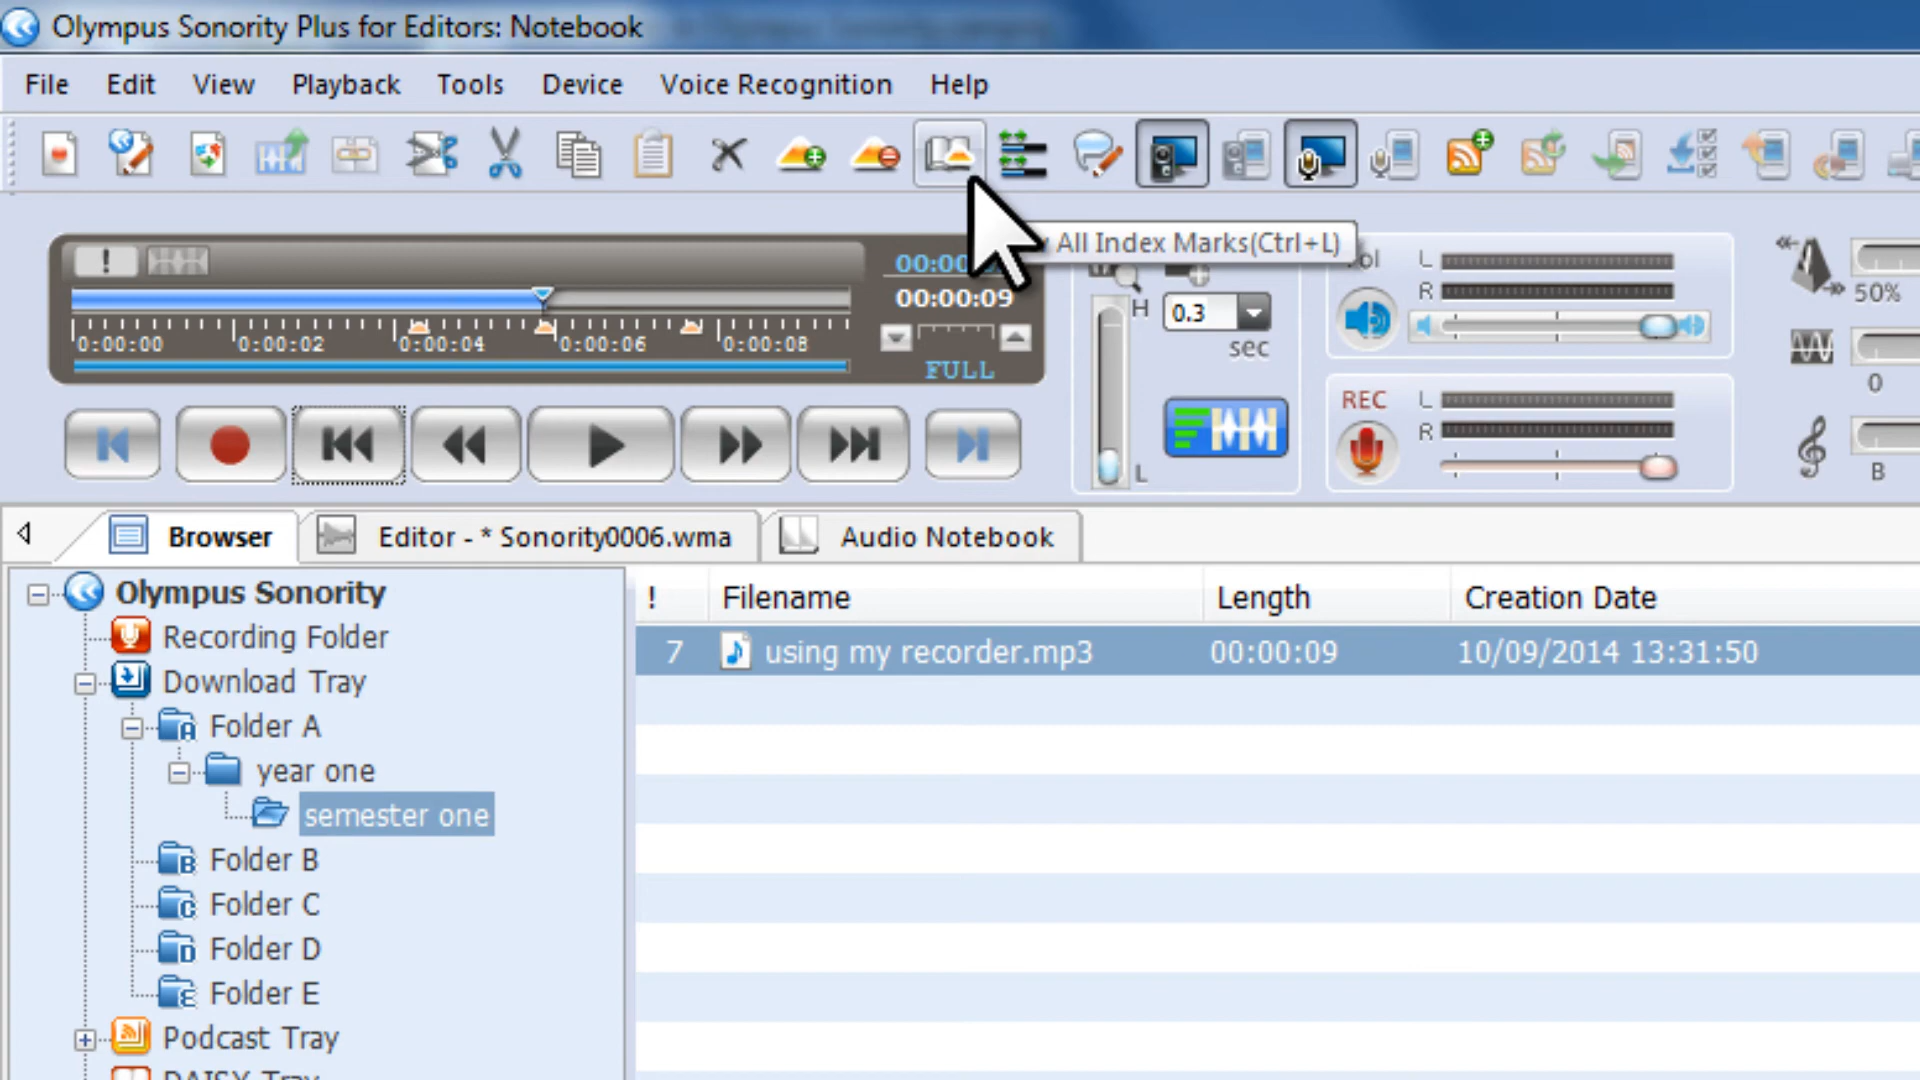 Olympus Sonority Plus for Editors: Notebook
File Edit View Playback Tools Device Voice Recognition Help
All Index Marks(Ctrl+L)
!
00:00
00:00:09
0:00:00 0:00:02 0:00:04 0:00:06 0:00:08
FULL
H
0.3
sec
L
L
R
50%
0
REC
L
R
B
Browser
Editor - * Sonority0006.wma
Audio Notebook
! Filename Length Creation Date
7 using my recorder.mp3 00:00:09 10/09/2014 13:31:50
Olympus Sonority
Recording Folder
Download Tray
A Folder A
year one
semester one
B Folder B
C Folder C
D Folder D
E Folder E
Podcast Tray
DAISY Tray